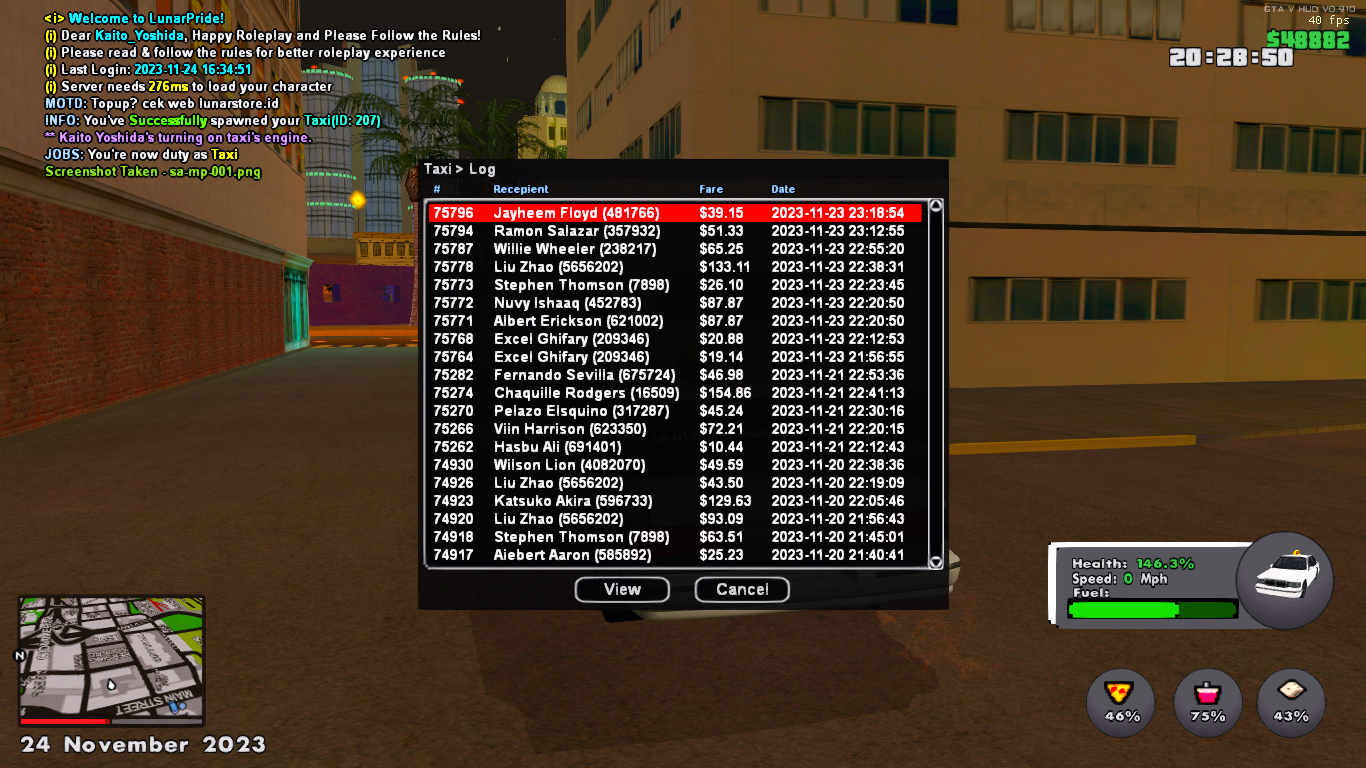 <i> Welcome to LunarPride!
(i) Dear Kaito_Yoshida, Happy Roleplay and Please Follow the Rules!
(i) Please read & follow the rules for better roleplay experience
(i) Last Login: 2023-11-24 16:34:51
(i) Server needs 276ms to load your character
MOTD: Topup? cek web lunarstore.id
INFO: You've Successfully spawned your Taxi(ID: 207)
** Kaito Yoshida's turning on taxi's engine.
JOBS: You're now duty as Taxi
Screenshot Taken - sa-mp-001.png
GTA V HUD V0.910
40 fps
$48882
20:28:50
Taxi > Log
# Recepient Fare Date
75796 Jayheem Floyd (481766) $39.15 2023-11-23 23:18:54
75794 Ramon Salazar (357932) $51.33 2023-11-23 23:12:55
75787 Willie Wheeler (238217) $65.25 2023-11-23 22:55:20
75778 Liu Zhao (5656202) $133.11 2023-11-23 22:38:31
75773 Stephen Thomson (7898) $26.10 2023-11-23 22:23:45
75772 Nuvy Ishaaq (452783) $87.87 2023-11-23 22:20:50
75771 Albert Erickson (621002) $87.87 2023-11-23 22:20:50
75768 Excel Ghifary (209346) $20.88 2023-11-23 22:12:53
75764 Excel Ghifary (209346) $19.14 2023-11-23 21:56:55
75282 Fernando Sevilla (675724) $46.98 2023-11-21 22:53:36
75274 Chaquille Rodgers (16509) $154.86 2023-11-21 22:41:13
75270 Pelazo Elsquino (317287) $45.24 2023-11-21 22:30:16
75266 Viin Harrison (623350) $72.21 2023-11-21 22:20:15
75262 Hasbu Ali (691401) $10.44 2023-11-21 22:12:43
74930 Wilson Lion (4082070) $49.59 2023-11-20 22:38:36
74926 Liu Zhao (5656202) $43.50 2023-11-20 22:19:09
74923 Katsuko Akira (596733) $129.63 2023-11-20 22:05:46
74920 Liu Zhao (5656202) $93.09 2023-11-20 21:56:43
74918 Stephen Thomson (7898) $63.51 2023-11-20 21:45:01
74917 Aiebert Aaron (585892) $25.23 2023-11-20 21:40:41
View Cancel
Health: 146.3%
Speed: 0 Mph
Fuel:
N
MAIN STREET
46% 75% 43%
24 November 2023